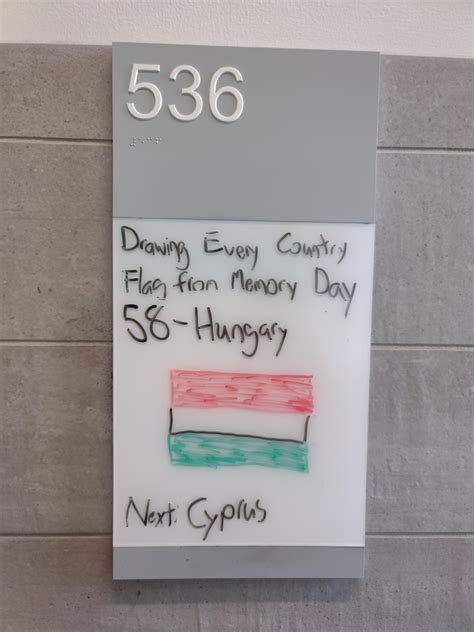 536
Drawing Every Country
Flag from Memory Day
58-Hungary
Next: Cyprus